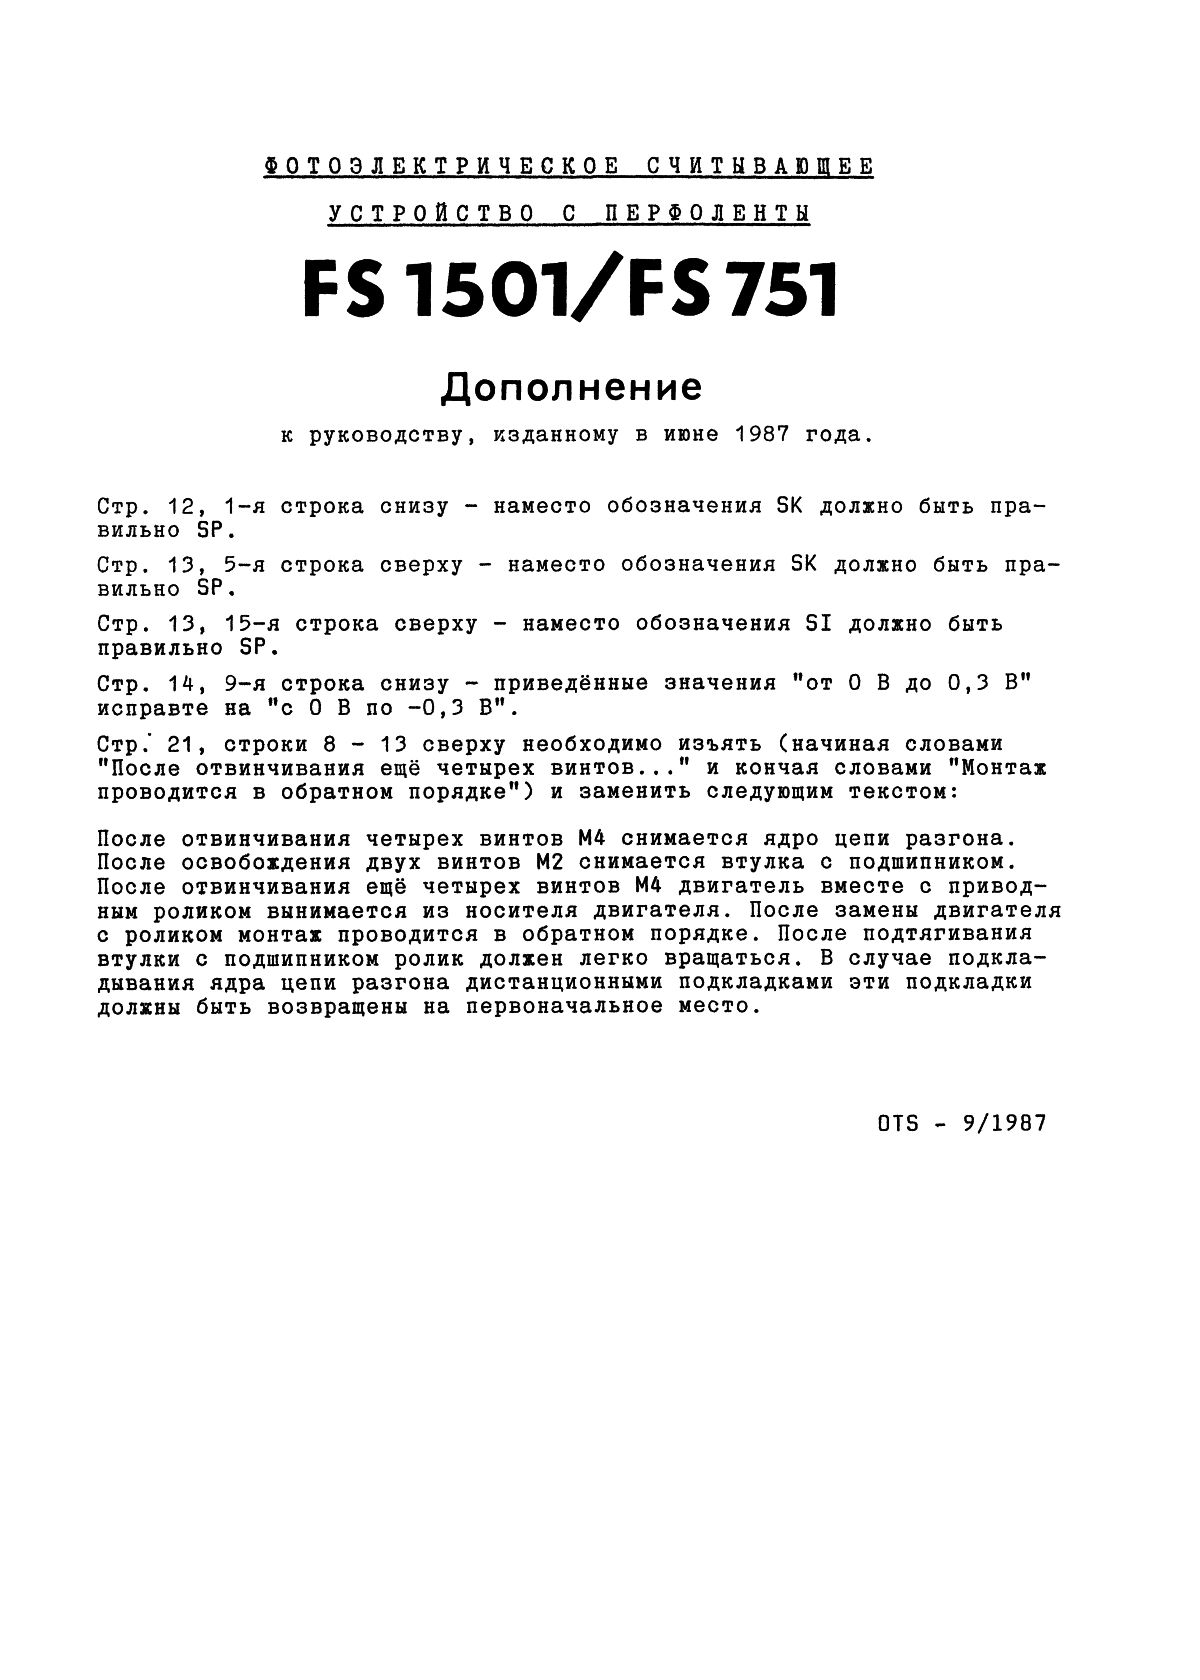 ФОТОЭЛЕКТРИЧЕСКОЕ СЧИТЫВАЮЩЕЕ
УСТРОЙСТВО С ПЕРФОЛЕНТЫ
FS 1501/FS 751
Дополнение
к руководству, изданному в июне 1987 года.
Стр. 12, 1-я строка снизу - наместо обозначения SK должно быть пра-
вильно SP.
Стр. 13, 5-я строка сверху - наместо обозначения SK должно быть пра-
вильно SP.
Стр. 13, 15-я строка сверху - наместо обозначения SI должно быть
правильно SP.
Стр. 14, 9-я строка снизу - приведённые значения "от 0 В до 0,3 В"
исправте на "с 0 В по -0,3 В".
Стр. 21, строки 8 - 13 сверху необходимо изъять (начиная словами
"После отвинчивания ещё четырех винтов..." и кончая словами "Монтаж
проводится в обратном порядке") и заменить следующим текстом:
После отвинчивания четырех винтов М4 снимается ядро цепи разгона.
После освобождения двух винтов М2 снимается втулка с подшипником.
После отвинчивания ещё четырех винтов М4 двигатель вместе с привод-
ным роликом вынимается из носителя двигателя. После замены двигателя
с роликом монтаж проводится в обратном порядке. После подтягивания
втулки с подшипником ролик должен легко вращаться. В случае подкла-
дывания ядра цепи разгона дистанционными подкладками эти подкладки
должны быть возвращены на первоначальное место.
OTS - 9/1987